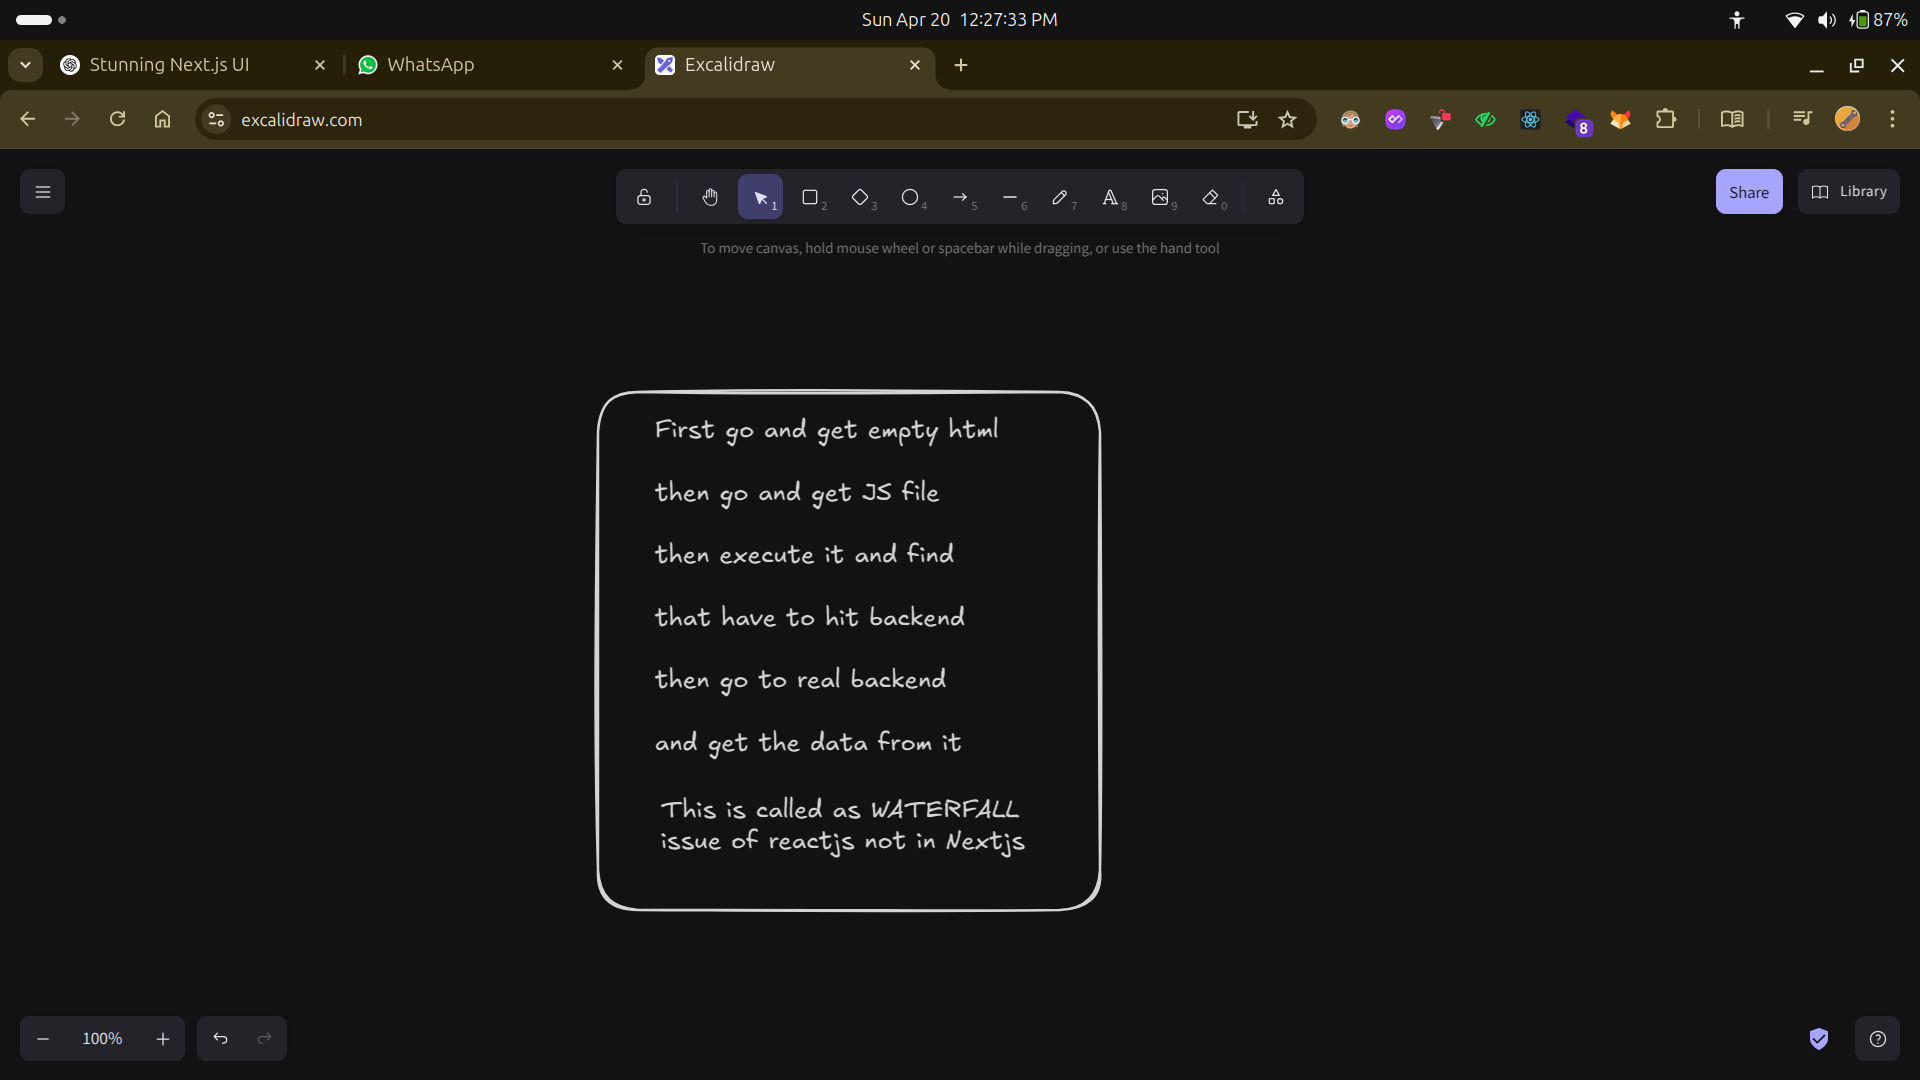 Sun Apr 20 12:27:33 PM
87%
Stunning Next.js UI
WhatsApp
Excalidraw
excalidraw.com
8
1
2
3
4
5
6
7
8
9
0
Share
Library
To move canvas, hold mouse wheel or spacebar while dragging, or use the hand tool
First go and get empty html
then go and get JS file
then execute it and find
that have to hit backend
then go to real backend
and get the data from it
This is called as WATERFALL
issue of reactjs not in Nextjs
100%